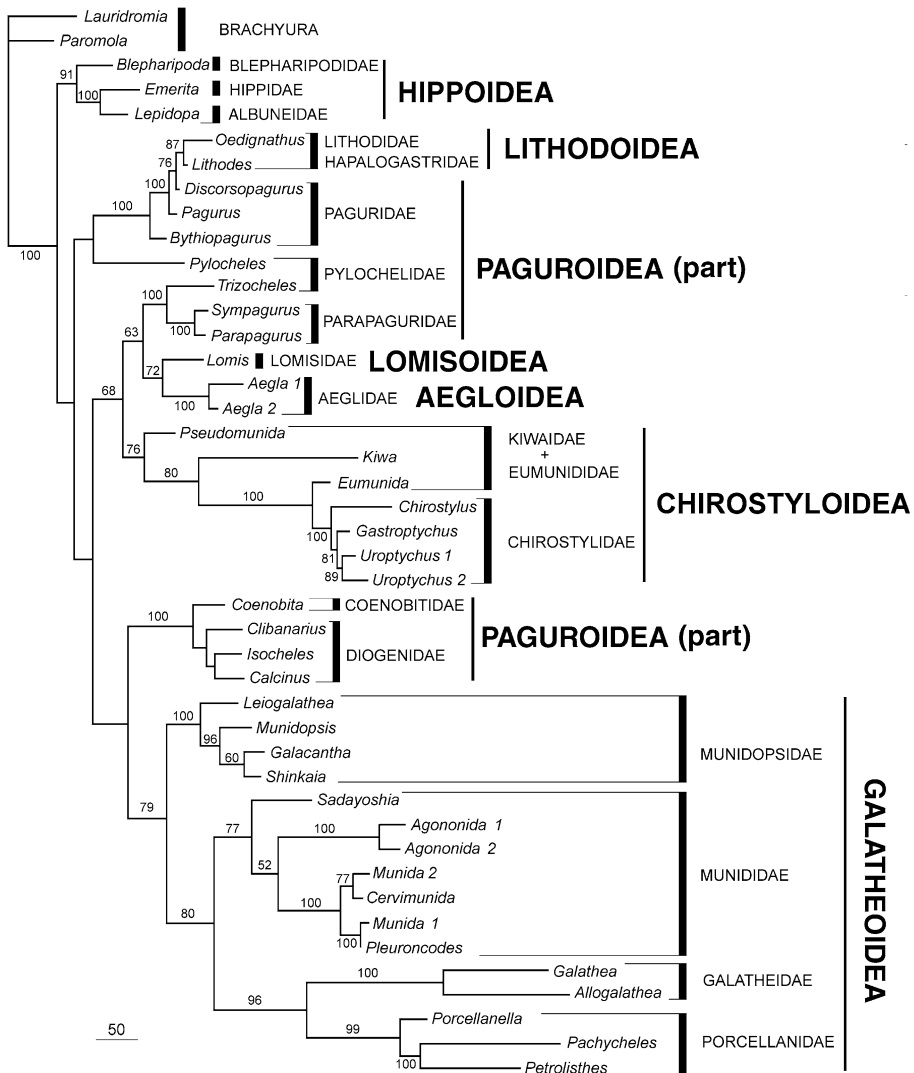 Lauridromia
BRACHYURA
Paromola
91
Blepharipoda BLEPHARIPODIDAE
100
Emerita HIPPIDAE
HIPPOIDEA
Lepidopa ALBUNEIDAE
87
Oedignathus LITHODIDAE
LITHODOIDEA
76
Lithodes HAPALOGASTRIDAE
100
Discorsopagurus
100
Pagurus PAGURIDAE
Bythiopagurus
100
Pylocheles
PYLOCHELIDAE
PAGUROIDEA (part)
Trizocheles
100
Sympagurus
PARAPAGURIDAE
100
Parapagurus
63
Lomis LOMISIDAE LOMISOIDEA
72
Aegla 1
AEGLIDAE AEGLOIDEA
100
Aegla 2
68
Pseudomunida
KIWAIDAE
+
EUMUNIDIDAE
76
Kiwa
80
Eumunida
100
CHIROSTYLOIDEA
Chirostylus
100
Gastroptychus
CHIROSTYLIDAE
81
Uroptychus 1
89
Uroptychus 2
Coenobita COENOBITIDAE
100
Clibanarius
PAGUROIDEA (part)
Isocheles DIOGENIDAE
Calcinus
Leiogalathea
100
Munidopsis
96
MUNIDOPSIDAE
60
Galacantha
Shinkaia
79
Sadayoshia
77
Agononida 1
100
Agononida 2
52
Munida 2
77
MUNIDIDAE
Cervimunida
100
Munida 1
100
Pleuroncodes
80
GALATHEOIDEA
Galathea
100
GALATHEIDAE
Allogalathea
96
Porcellanella
99
Pachycheles PORCELLANIDAE
100
Petrolisthes
50